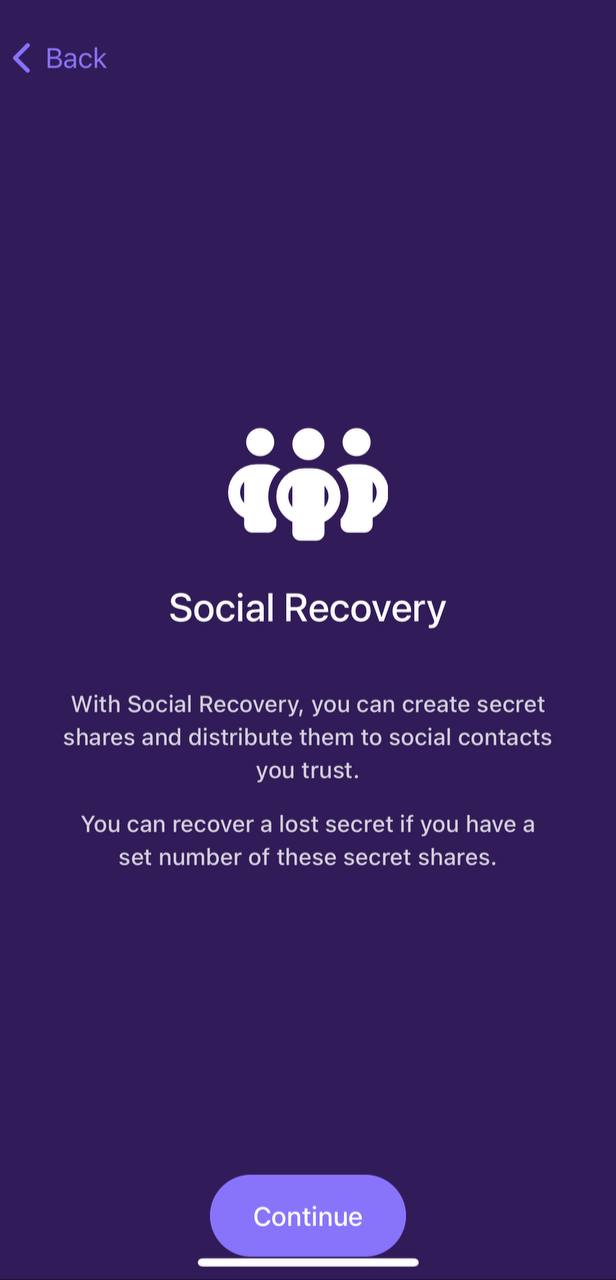 Back
Social Recovery
With Social Recovery, you can create secret
shares and distribute them to social contacts
you trust.
You can recover a lost secret if you have a
set number of these secret shares.
Continue